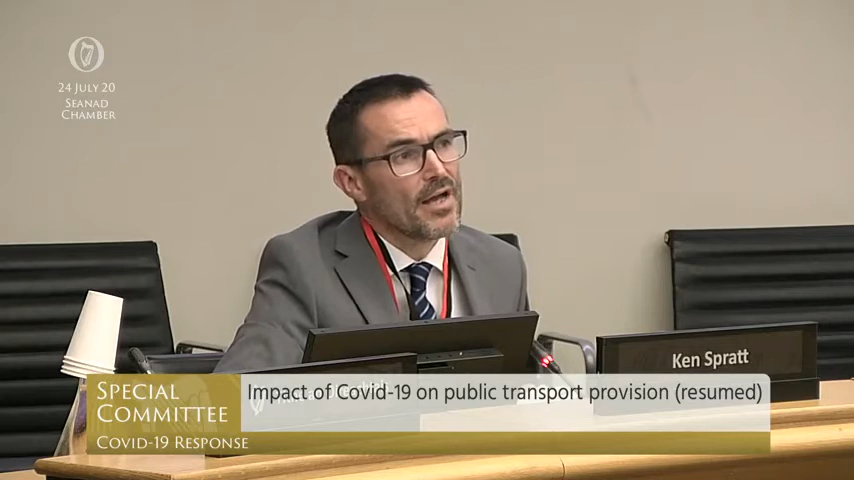 24 July 20
Seanad
Chamber
Ken Spratt
Special
Committee
Impact of Covid-19 on public transport provision (resumed)
Covid-19 Response